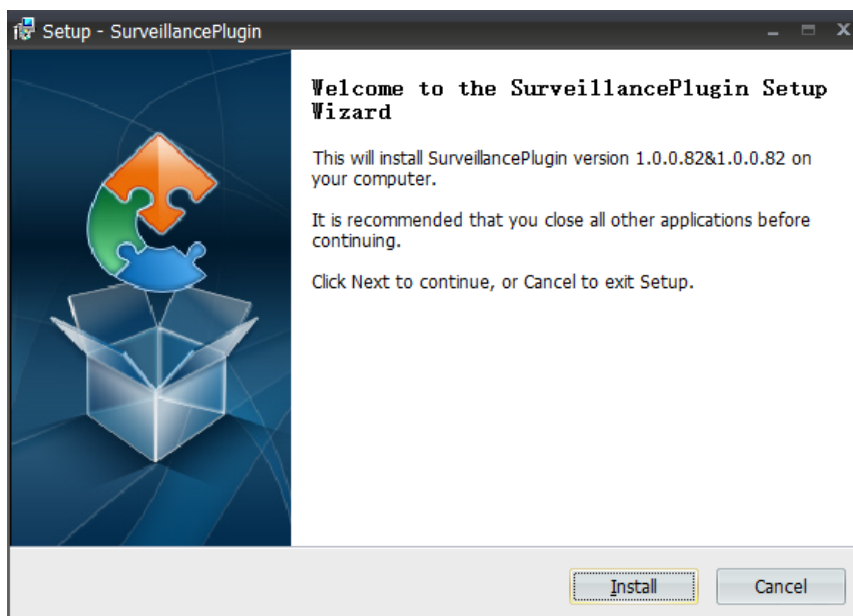 Setup - SurveillancePlugin
Welcome to the SurveillancePlugin Setup
Wizard
This will install SurveillancePlugin version 1.0.0.82&1.0.0.82 on
your computer.
It is recommended that you close all other applications before
continuing.
Click Next to continue, or Cancel to exit Setup.
Install
Cancel